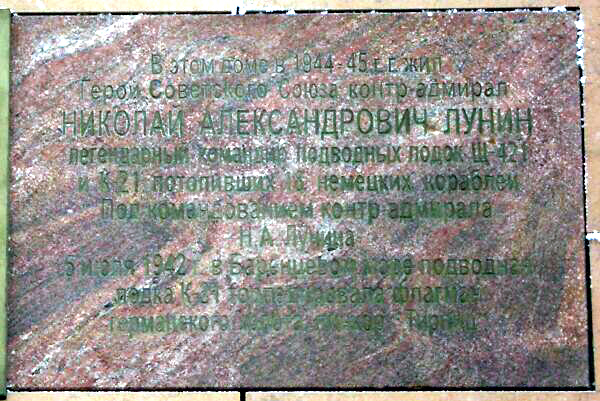 В этом доме в 1944-45 г.г. жил
Герой Советского Союза контр-адмирал
НИКОЛАЙ АЛЕКСАНДРОВИЧ ЛУНИН
легендарный командир подводных лодок Щ-421
и К-21, потопивших 16 немецких кораблей
Под командованием контр-адмирала
Н.А. Лунина
5 июля 1942 г. в Баренцевом море подводная
лодка К-21 торпедировала флагман
германского флота линкор "Тирпиц"